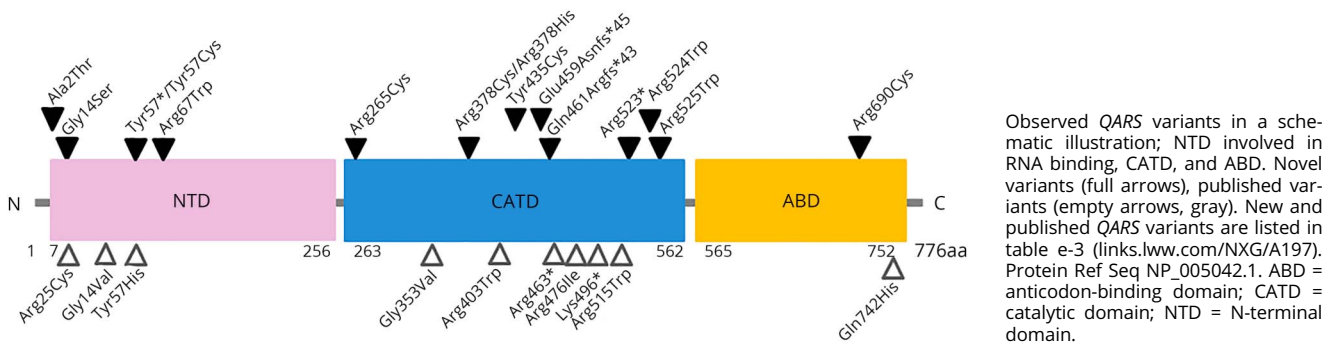 Ala2Thr
Gly14Ser
Tyr57*/Tyr57Cys
Arg67Trp
Arg265Cys
Arg378Cys/Arg378His
Tyr435Cys
Glu459Asnfs*45
Gln461Argfs*43
Arg523*
Arg524Trp
Arg525Trp
Arg690Cys
N NTD CATD ABD C
1 7 256 263 562 565 752 776aa
Arg25Cys
Gly14Val
Tyr57His
Gly353Val
Arg403Trp
Arg463*
Arg476Ile
Lys496*
Arg515Trp
Gln742His
Observed QARS variants in a sche-
matic illustration; NTD involved in
RNA binding, CATD, and ABD. Novel
variants (full arrows), published var-
iants (empty arrows, gray). New and
published QARS variants are listed in
table e-3 (links.lww.com/NXG/A197).
Protein Ref Seq NP_005042.1. ABD =
anticodon-binding domain; CATD =
catalytic domain; NTD = N-terminal
domain.